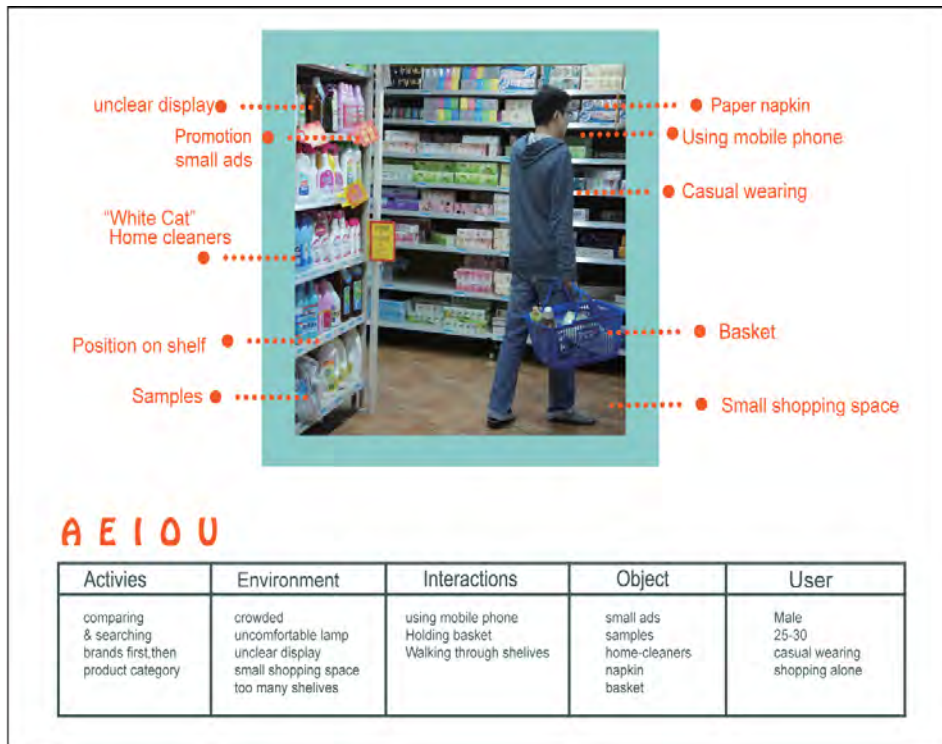 unclear display
Promotion
small ads
"White Cat"
Home cleaners
Position on shelf
Samples
Paper napkin
Using mobile phone
Casual wearing
Basket
Small shopping space
A E I O U
Activies
Environment
Interactions
Object
User
comparing
& searching
brands first,then
product category
crowded
uncomfortable lamp
unclear display
small shopping space
too many shelives
using mobile phone
Holding basket
Walking through shelives
small ads
samples
home-cleaners
napkin
basket
Male
25-30
casual wearing
shopping alone